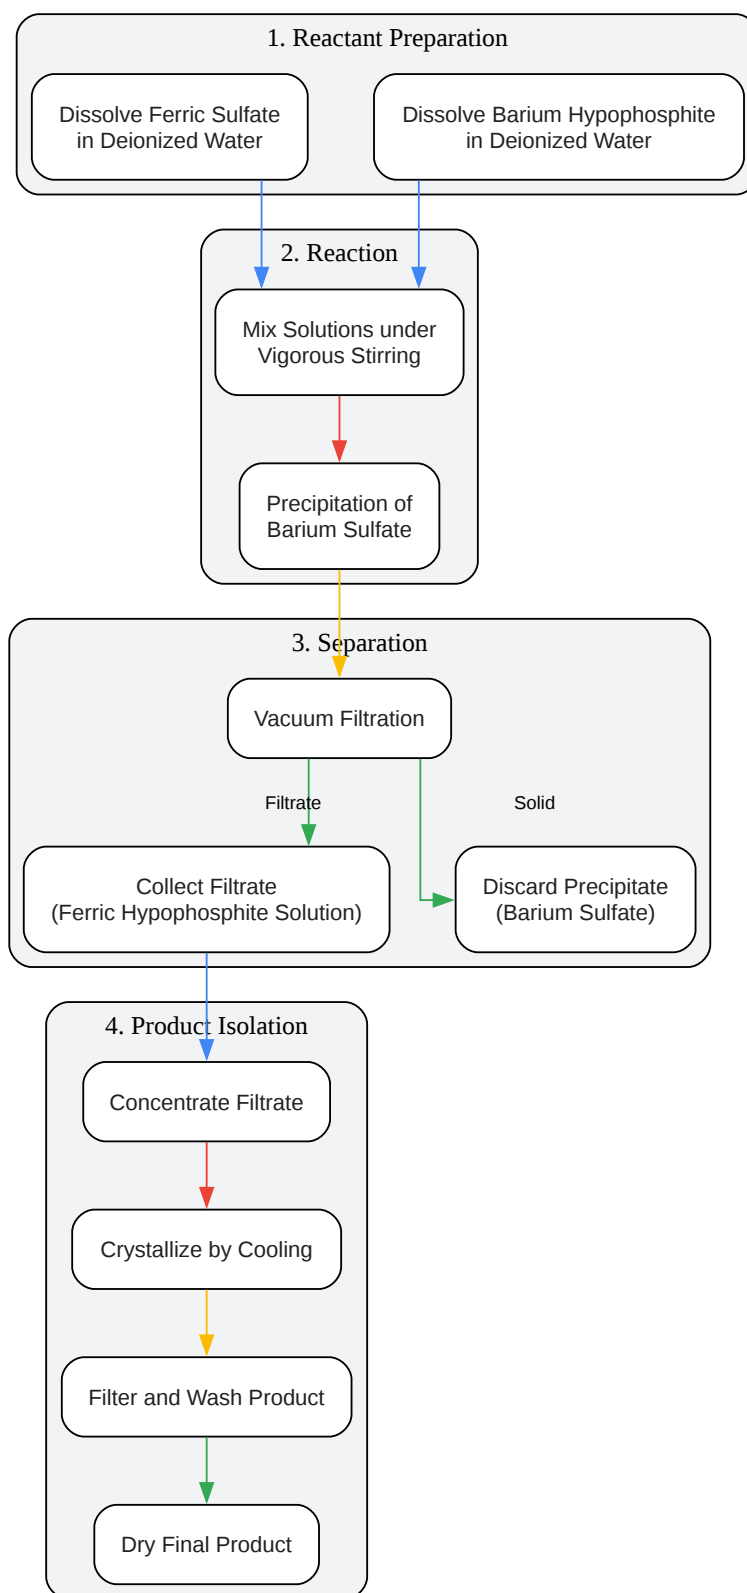 1. Reactant Preparation
Dissolve Ferric Sulfate
in Deionized Water
Dissolve Barium Hypophosphite
in Deionized Water
2. Reaction
Mix Solutions under
Vigorous Stirring
Precipitation of
Barium Sulfate
3. Separation
Vacuum Filtration
Filtrate
Solid
Collect Filtrate
(Ferric Hypophosphite Solution)
Discard Precipitate
(Barium Sulfate)
4. Product Isolation
Concentrate Filtrate
Crystallize by Cooling
Filter and Wash Product
Dry Final Product